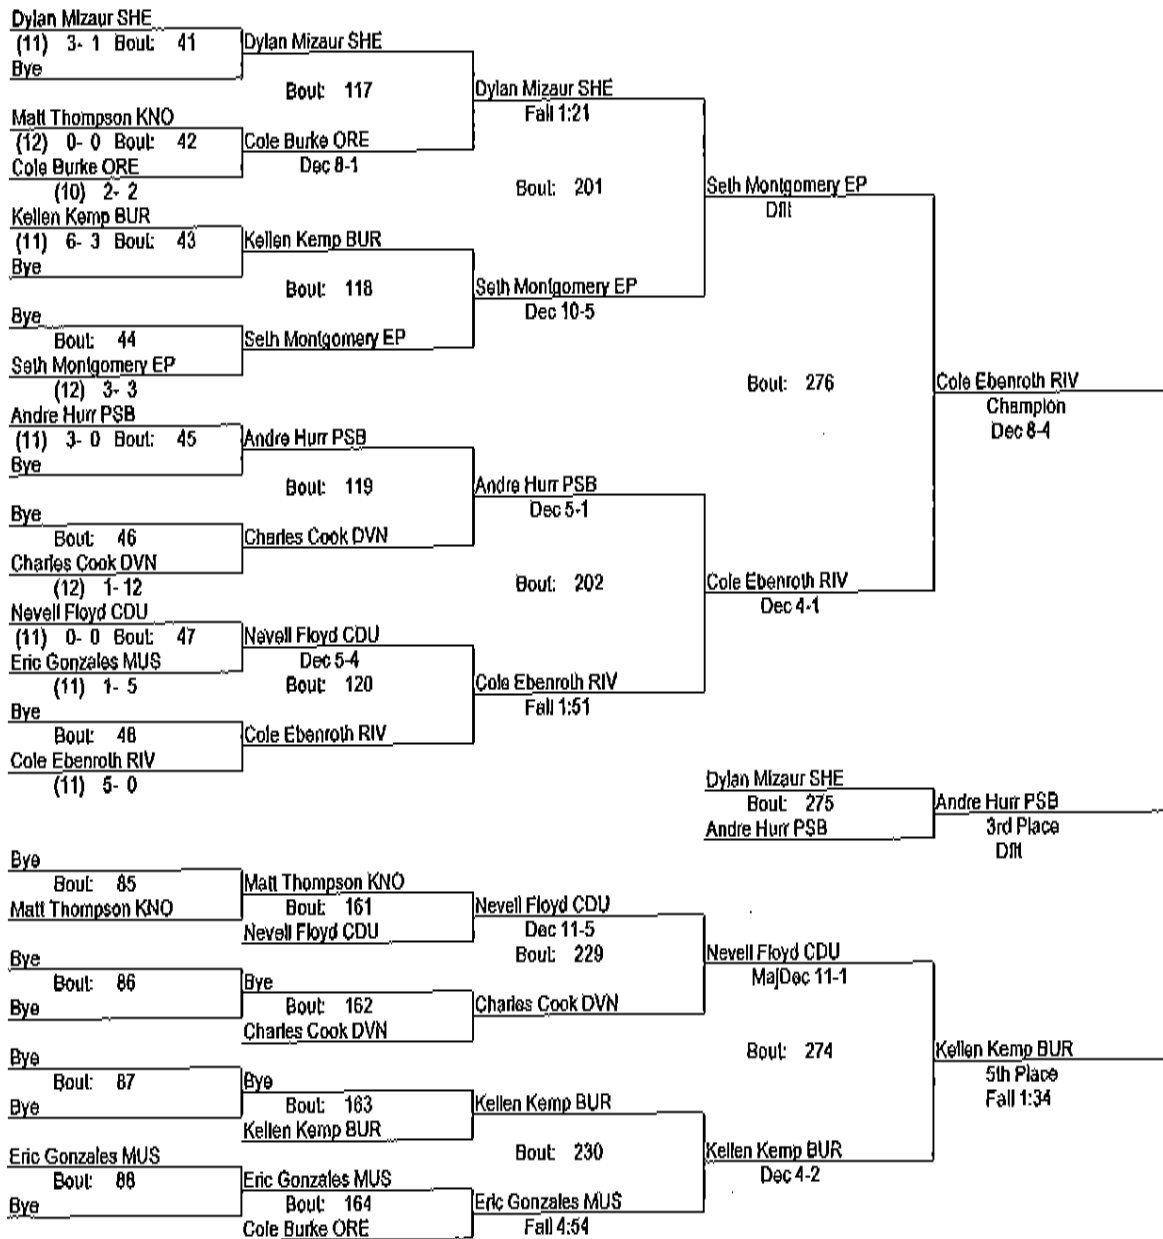 Dylan Mizaur SHE
(11) 3- 1 Bout: 41
Bye
Dylan Mizaur SHE
Bout: 117
Matt Thompson KNO
(12) 0- 0 Bout: 42
Cole Burke ORE
(10) 2- 2
Cole Burke ORE
Dec 8-1
Dylan Mizaur SHE
Fall 1:21
Bout: 201
Kellen Kemp BUR
(11) 6- 3 Bout: 43
Bye
Kellen Kemp BUR
Bout: 118
Bye
Bout: 44
Seth Montgomery EP
(12) 3- 3
Seth Montgomery EP
Seth Montgomery EP
Dec 10-5
Seth Montgomery EP
Dflt
Bout: 276
Cole Ebenroth RIV
Champion
Dec 8-4
Andre Hurr PSB
(11) 3- 0 Bout: 45
Bye
Andre Hurr PSB
Bout: 119
Bye
Bout: 46
Charles Cook DVN
(12) 1- 12
Charles Cook DVN
Andre Hurr PSB
Dec 5-1
Bout: 202
Cole Ebenroth RIV
Dec 4-1
Nevell Floyd CDU
(11) 0- 0 Bout: 47
Eric Gonzales MUS
(11) 1- 5
Nevell Floyd CDU
Dec 5-4
Bout: 120
Bye
Bout: 48
Cole Ebenroth RIV
(11) 5- 0
Cole Ebenroth RIV
Cole Ebenroth RIV
Fall 1:51
Dylan Mizaur SHE
Bout: 275
Andre Hurr PSB
Andre Hurr PSB
3rd Place
Dflt
Bye
Bout: 85
Matt Thompson KNO
Matt Thompson KNO
Bout: 161
Nevell Floyd CDU
Nevell Floyd CDU
Dec 11-5
Bout: 229
Bye
Bout: 86
Bye
Bye
Bout: 162
Charles Cook DVN
Charles Cook DVN
Nevell Floyd CDU
MajDec 11-1
Bout: 274
Kellen Kemp BUR
5th Place
Fall 1:34
Bye
Bout: 87
Bye
Bye
Bout: 163
Kellen Kemp BUR
Kellen Kemp BUR
Bout: 230
Kellen Kemp BUR
Dec 4-2
Eric Gonzales MUS
Bout: 88
Bye
Eric Gonzales MUS
Bout: 164
Cole Burke ORE
Eric Gonzales MUS
Fall 4:54